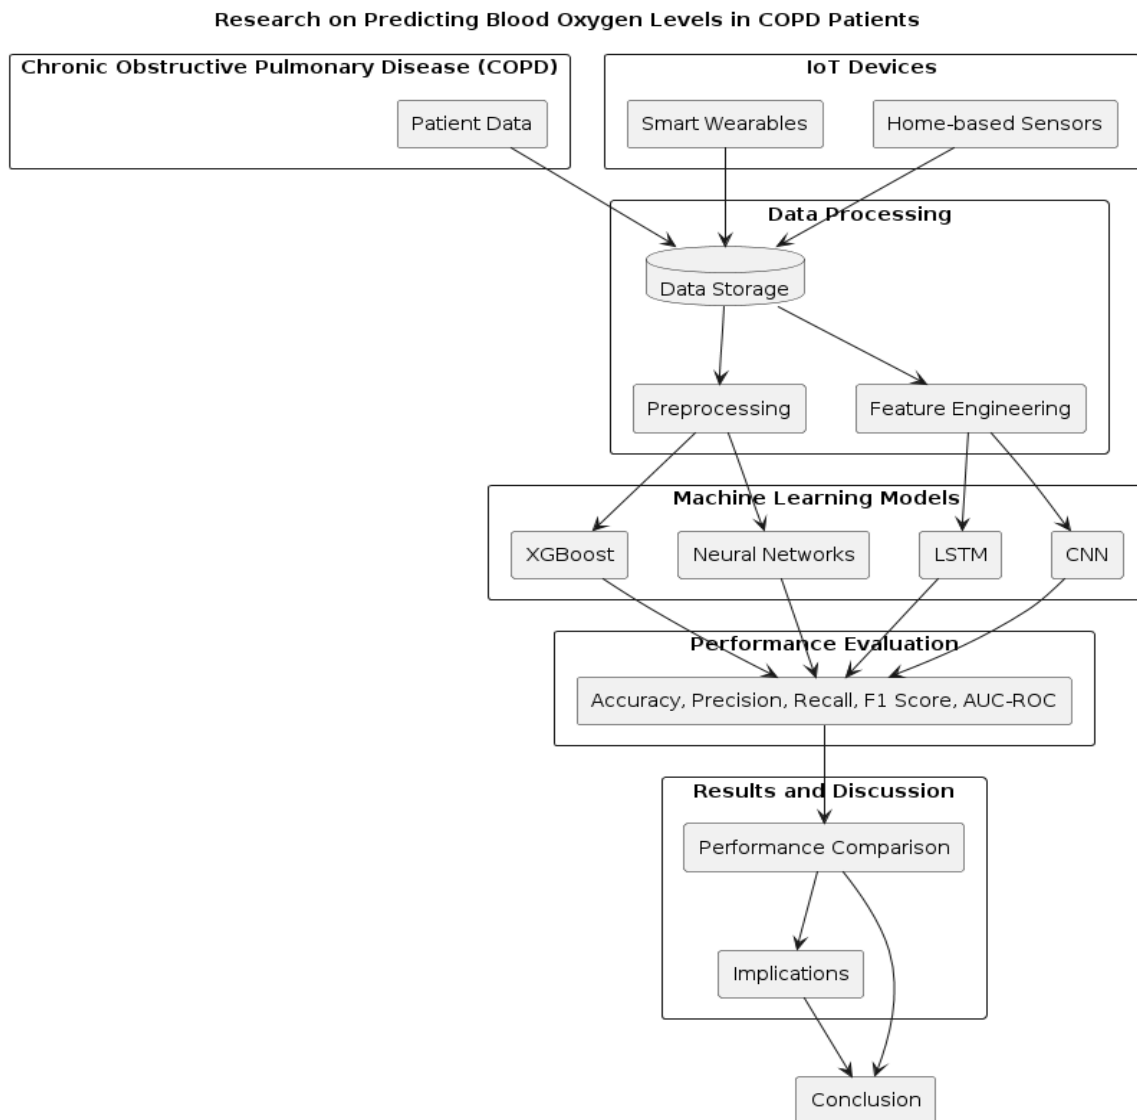 Research on Predicting Blood Oxygen Levels in COPD Patients
Chronic Obstructive Pulmonary Disease (COPD)
IoT Devices
Patient Data
Smart Wearables
Home-based Sensors
Data Processing
Data Storage
Preprocessing
Feature Engineering
Machine Learning Models
XGBoost
Neural Networks
LSTM
CNN
Performance Evaluation
Accuracy, Precision, Recall, F1 Score, AUC-ROC
Results and Discussion
Performance Comparison
Implications
Conclusion